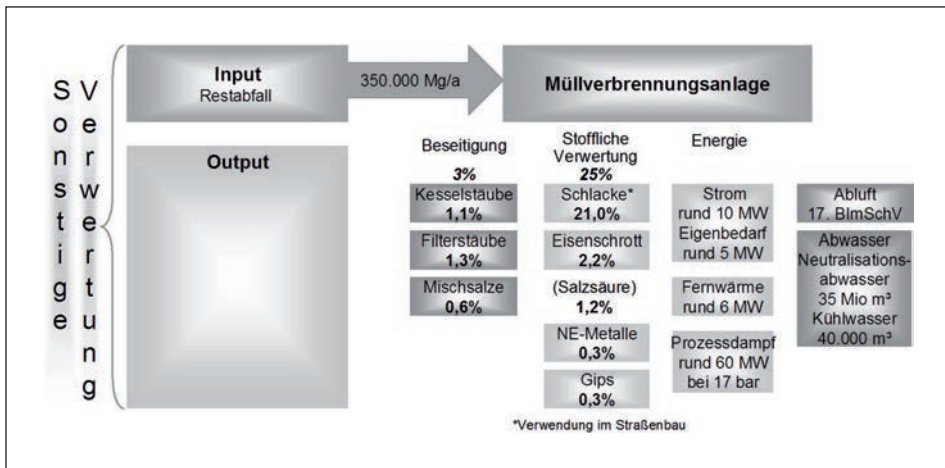 Sonstige
Verwertung
Input
Restabfall
350.000 Mg/a
Müllverbrennungsanlage
Output
Beseitigung
3%
Kesselstäube
1,1%
Filterstäube
1,3%
Mischsalze
0,6%
Stoffliche
Verwertung
25%
Schlacke*
21,0%
Eisenschrott
2,2%
(Salzsäure)
1,2%
NE-Metalle
0,3%
Gips
0,3%
*Verwendung im Straßenbau
Energie
Strom
rund 10 MW
Eigenbedarf
rund 5 MW
Fernwärme
rund 6 MW
Prozessdampf
rund 60 MW
bei 17 bar
Abluft
17. BImSchV
Abwasser
Neutralisations-
abwasser
35 Mio m³
Kühlwasser
40.000 m³